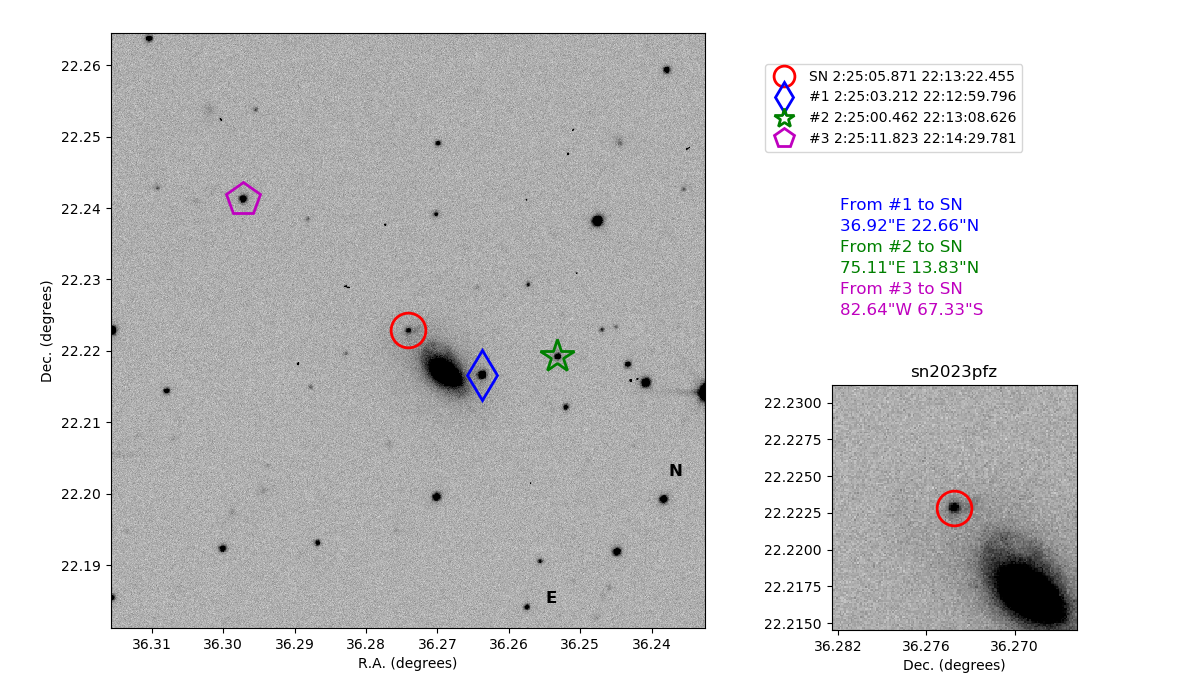 22.26
22.25
22.24
22.23
22.22
22.21
22.20
22.19
Dec. (degrees)
36.31 36.30 36.29 36.28 36.27 36.26 36.25 36.24
R.A. (degrees)
N
E
SN 2:25:05.871 22:13:22.455
#1 2:25:03.212 22:12:59.796
#2 2:25:00.462 22:13:08.626
#3 2:25:11.823 22:14:29.781
From #1 to SN
36.92"E 22.66"N
From #2 to SN
75.11"E 13.83"N
From #3 to SN
82.64"W 67.33"S
sn2023pfz
22.2300
22.2275
22.2250
22.2225
22.2200
22.2175
22.2150
36.282 36.276 36.270
Dec. (degrees)